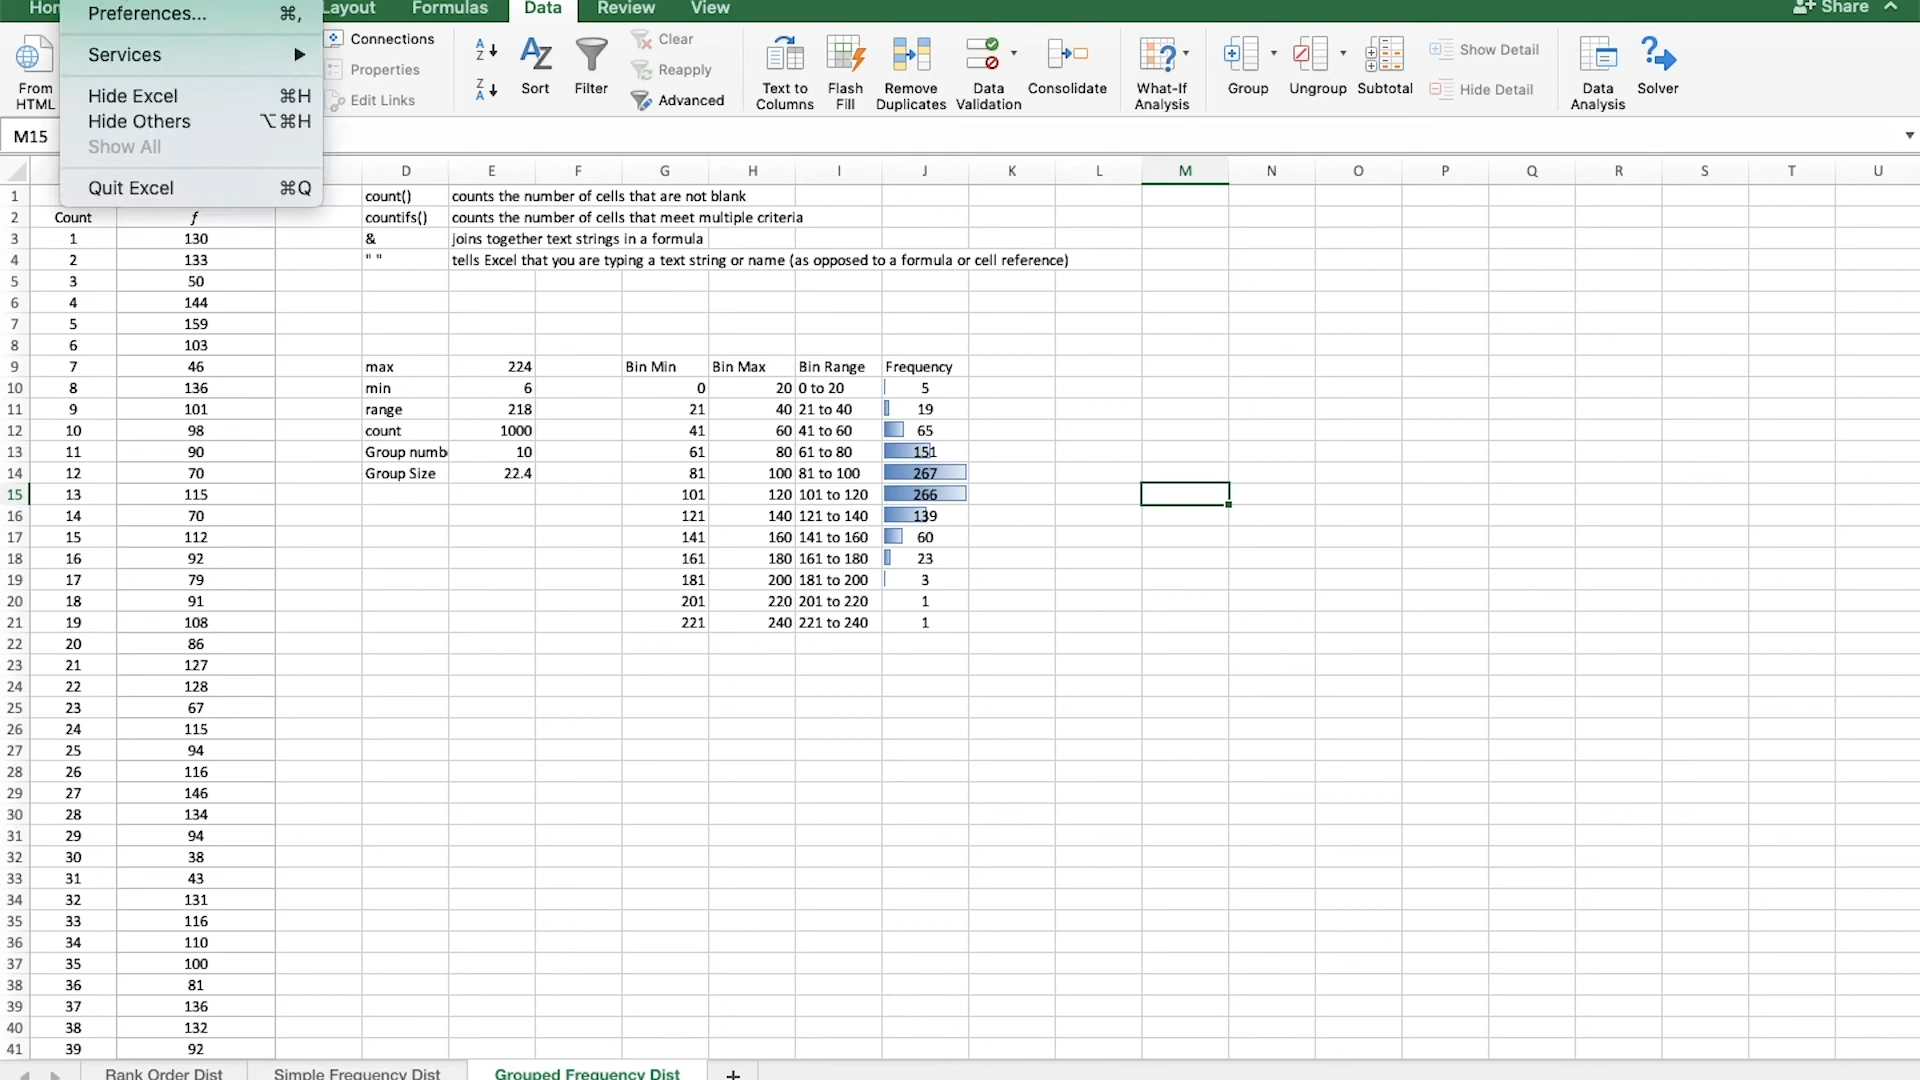 Hom Layout Formulas Data Review View Share
Preferences... ⌘,
Services ▶
Hide Excel ⌘H
Hide Others ⌥⌘H
Show All
Quit Excel ⌘Q
From HTML
Connections
Properties
Edit Links
Sort
Filter
Clear
Reapply
Advanced
Text to Columns
Flash Fill
Remove Duplicates
Data Validation
Consolidate
What-If Analysis
Group
Ungroup
Subtotal
Show Detail
Hide Detail
Data Analysis
Solver
M15
D E F G H I J K L M N O P Q R S T U
1 count() counts the number of cells that are not blank
2 Count f countifs() counts the number of cells that meet multiple criteria
3 1 130 & joins together text strings in a formula
4 2 133 " " tells Excel that you are typing a text string or name (as opposed to a formula or cell reference)
5 3 50
6 4 144
7 5 159
8 6 103
9 7 46 max 224 Bin Min Bin Max Bin Range Frequency
10 8 136 min 6 0 20 0 to 20 5
11 9 101 range 218 21 40 21 to 40 19
12 10 98 count 1000 41 60 41 to 60 65
13 11 90 Group numb 10 61 80 61 to 80 151
14 12 70 Group Size 22.4 81 100 81 to 100 267
15 13 115 101 120 101 to 120 266
16 14 70 121 140 121 to 140 139
17 15 112 141 160 141 to 160 60
18 16 92 161 180 161 to 180 23
19 17 79 181 200 181 to 200 3
20 18 91 201 220 201 to 220 1
21 19 108 221 240 221 to 240 1
22 20 86
23 21 127
24 22 128
25 23 67
26 24 115
27 25 94
28 26 116
29 27 146
30 28 134
31 29 94
32 30 38
33 31 43
34 32 131
35 33 116
36 34 110
37 35 100
38 36 81
39 37 136
40 38 132
41 39 92
Rank Order Dist Simple Frequency Dist Grouped Frequency Dist +